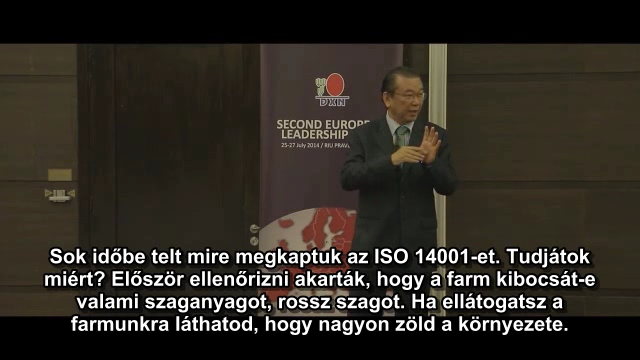 DXN
SECOND EUROPE
LEADERSHIP
25-27 July 2014 / RIU PRAV
Sok időbe telt mire megkaptuk az ISO 14001-et. Tudjátok
miért? Először ellenőrizni akarták, hogy a farm kibocsát-e
valami szaganyagot, rossz szagot. Ha ellátogatsz a
farmunkra láthatod, hogy nagyon zöld a környezete.